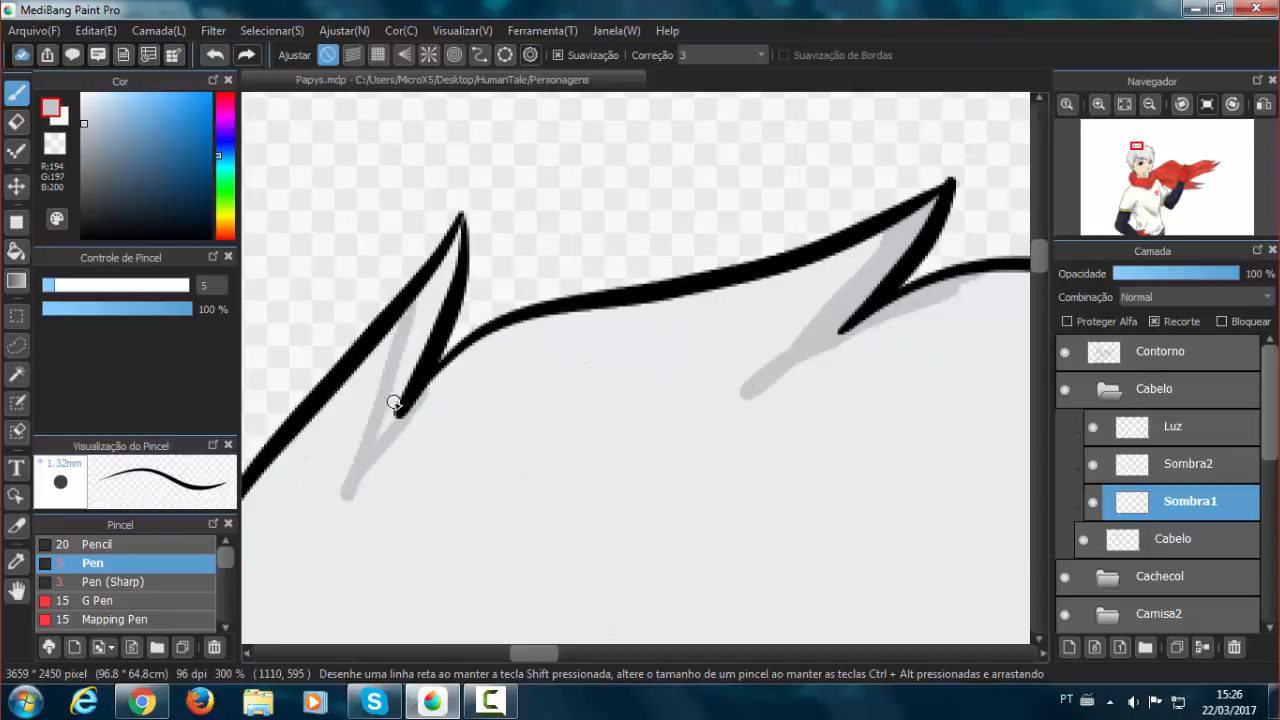 MediBang Paint Pro
Arquivo(F) Editar(E) Camada(L) Filter Selecionar(S) Ajustar(N) Cor(C) Visualizar(V) Ferramenta(T) Janela(W) Help
Ajustar Suavização Correção 3 Suavização de Bordas
Papys.mdp - C:/Users/MicroX5/Desktop/HumanTale/Personagens
Cor
R:194
G:197
B:200
Controle de Pincel
5
100 %
Visualização do Pincel
* 1.32mm
Pincel
20 Pencil
5 Pen
3 Pen (Sharp)
15 G Pen
15 Mapping Pen
Navegador
Camada
Opacidade 100 %
Combinação Normal
Proteger Alfa Recorte Bloquear
Contorno
Cabelo
Luz
Sombra2
Sombra1
Cabelo
Cachecol
Camisa2
3659 * 2450 pixel (96.8 * 64.8cm) 96 dpi 300 % ( 1110, 595 ) Desenhe uma linha reta ao manter a tecla Shift pressionada, altere o tamanho de um pincel ao manter as teclas Ctrl + Alt pressionadas e arrastando
PT
15:26
22/03/2017